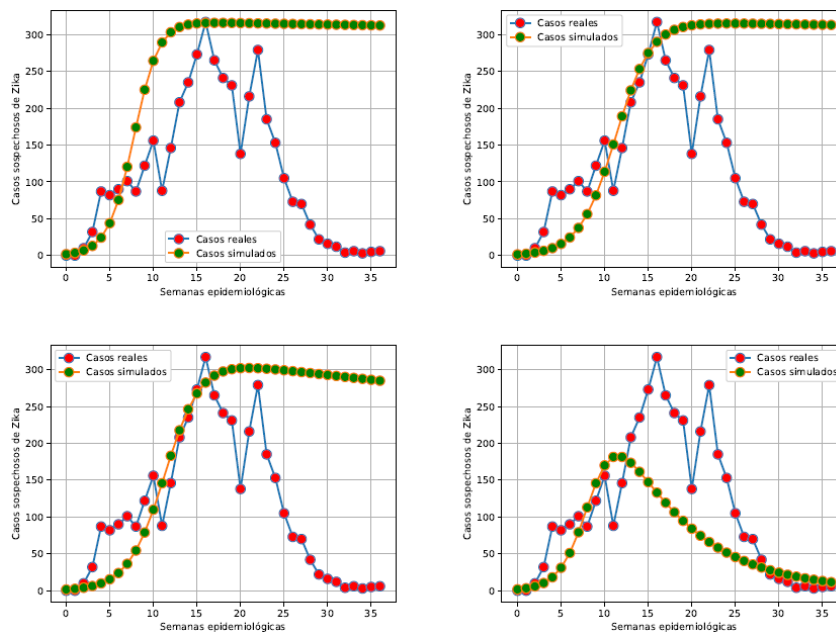 300
250
200
150
100
50
0
Casos sospechosos de Zika
Casos reales
Casos simulados
0 5 10 15 20 25 30 35
Semanas epidemiológicas
300
250
200
150
100
50
0
Casos sospechosos de Zika
Casos reales
Casos simulados
0 5 10 15 20 25 30 35
Semanas epidemiológicas
300
250
200
150
100
50
0
Casos sospechosos de Zika
Casos reales
Casos simulados
0 5 10 15 20 25 30 35
Semanas epidemiológicas
300
250
200
150
100
50
0
Casos sospechosos de Zika
Casos reales
Casos simulados
0 5 10 15 20 25 30 35
Semanas epidemiológicas